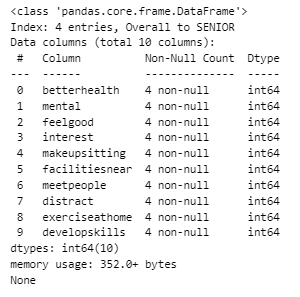 <class 'pandas.core.frame.DataFrame'>
Index: 4 entries, Overall to SENIOR
Data columns (total 10 columns):
 #   Column          Non-Null Count  Dtype
---  ------          --------------  -----
 0   betterhealth    4 non-null      int64
 1   mental          4 non-null      int64
 2   feelgood        4 non-null      int64
 3   interest        4 non-null      int64
 4   makeupsitting   4 non-null      int64
 5   facilitiesnear  4 non-null      int64
 6   meetpeople      4 non-null      int64
 7   distract        4 non-null      int64
 8   exerciseathome  4 non-null      int64
 9   developskills   4 non-null      int64
dtypes: int64(10)
memory usage: 352.0+ bytes
None